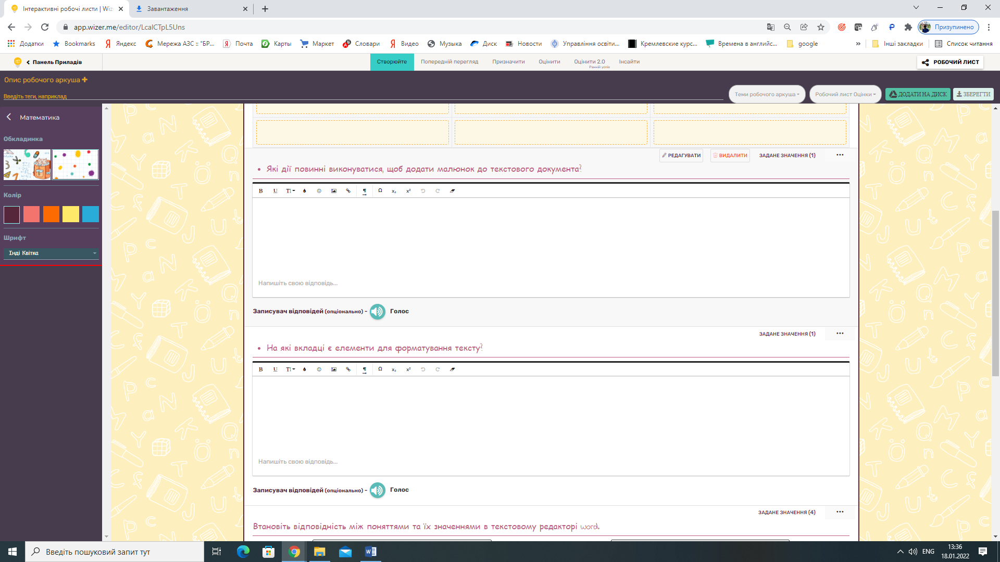 Інтерактивні робочі листи | Wiz
Завантаження
app.wizer.me/editor/LcaICTpL5Uns
Призупинено
Додатки
Bookmarks
Яндекс
Мережа АЗС :: "БР...
Почта
Карты
Маркет
Словари
Видео
Музыка
Диск
Новости
Управління освіти...
Кремлевские курс...
Времена в английс...
google
»
Інші закладки
Список читання
Панель Приладів
Створюйте
Попередній перегляд
Призначити
Оцінити
Оцінити 2.0
Ранній успіх
Інсайти
РОБОЧИЙ ЛИСТ
Опис робочого аркуша
Введіть теги, наприклад
Теми робочого аркуша
Робочий лист Оцінки
ДОДАТИ НА ДИСК
ЗБЕРЕГТИ
Математика
Обкладинка
Колір
Шрифт
Інді Квітка
РЕДАГУВАТИ
ВИДАЛИТИ
ЗАДАНЕ ЗНАЧЕННЯ (1)
• Які дії повинні виконуватися, щоб додати малюнок до текстового документа?
B U T Ω x₂ x²
Напишіть свою відповідь...
Записувач відповідей (опціонально) -
Голос
ЗАДАНЕ ЗНАЧЕННЯ (1)
• На які вкладці є елементи для форматування тексту?
B U T Ω x₂ x²
Напишіть свою відповідь...
Записувач відповідей (опціонально) -
Голос
ЗАДАНЕ ЗНАЧЕННЯ (4)
Втановіть відповідність між поняттями та їх значеннями в текстовому редакторі word.
Введіть пошуковий запит тут
ENG
13:36
18.01.2022